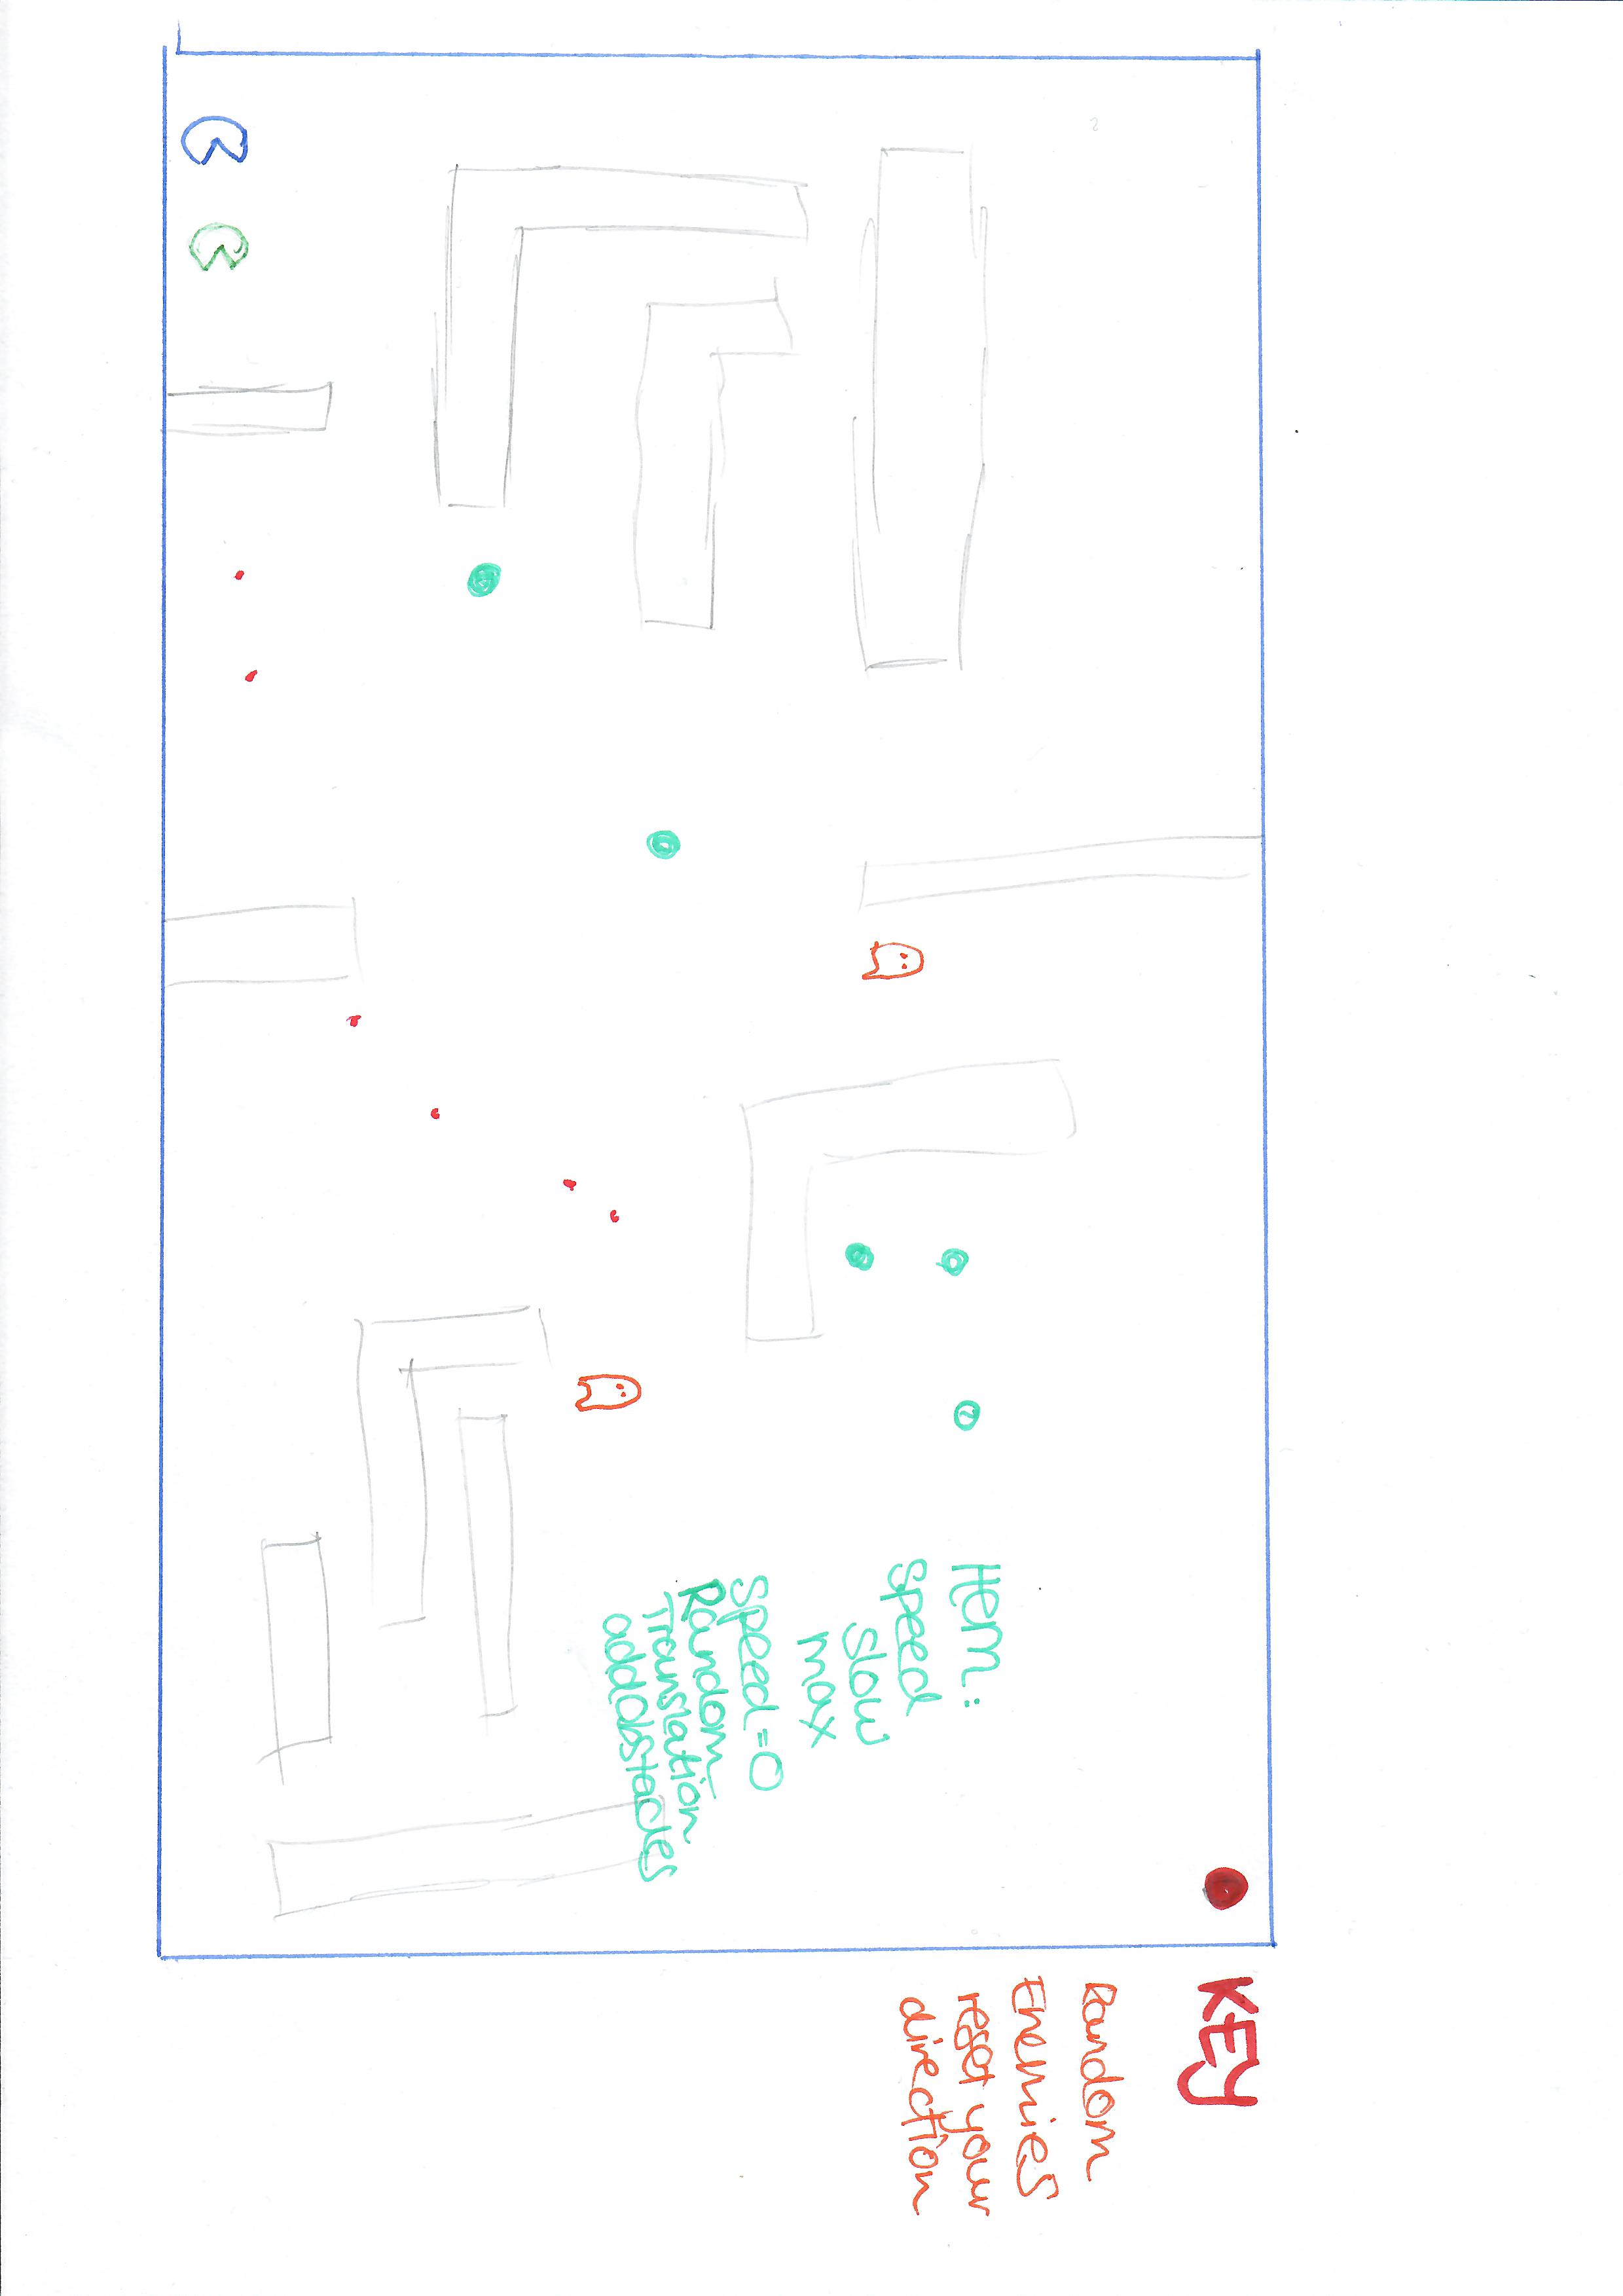 KEY
Random
Enemies
reset your
direction
Item:
speed
slow
max
speed=0
Random
Translation
add obstacles